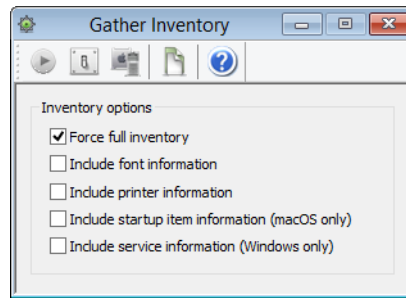 Gather Inventory
Inventory options
Force full inventory
Include font information
Include printer information
Include startup item information (macOS only)
Include service information (Windows only)